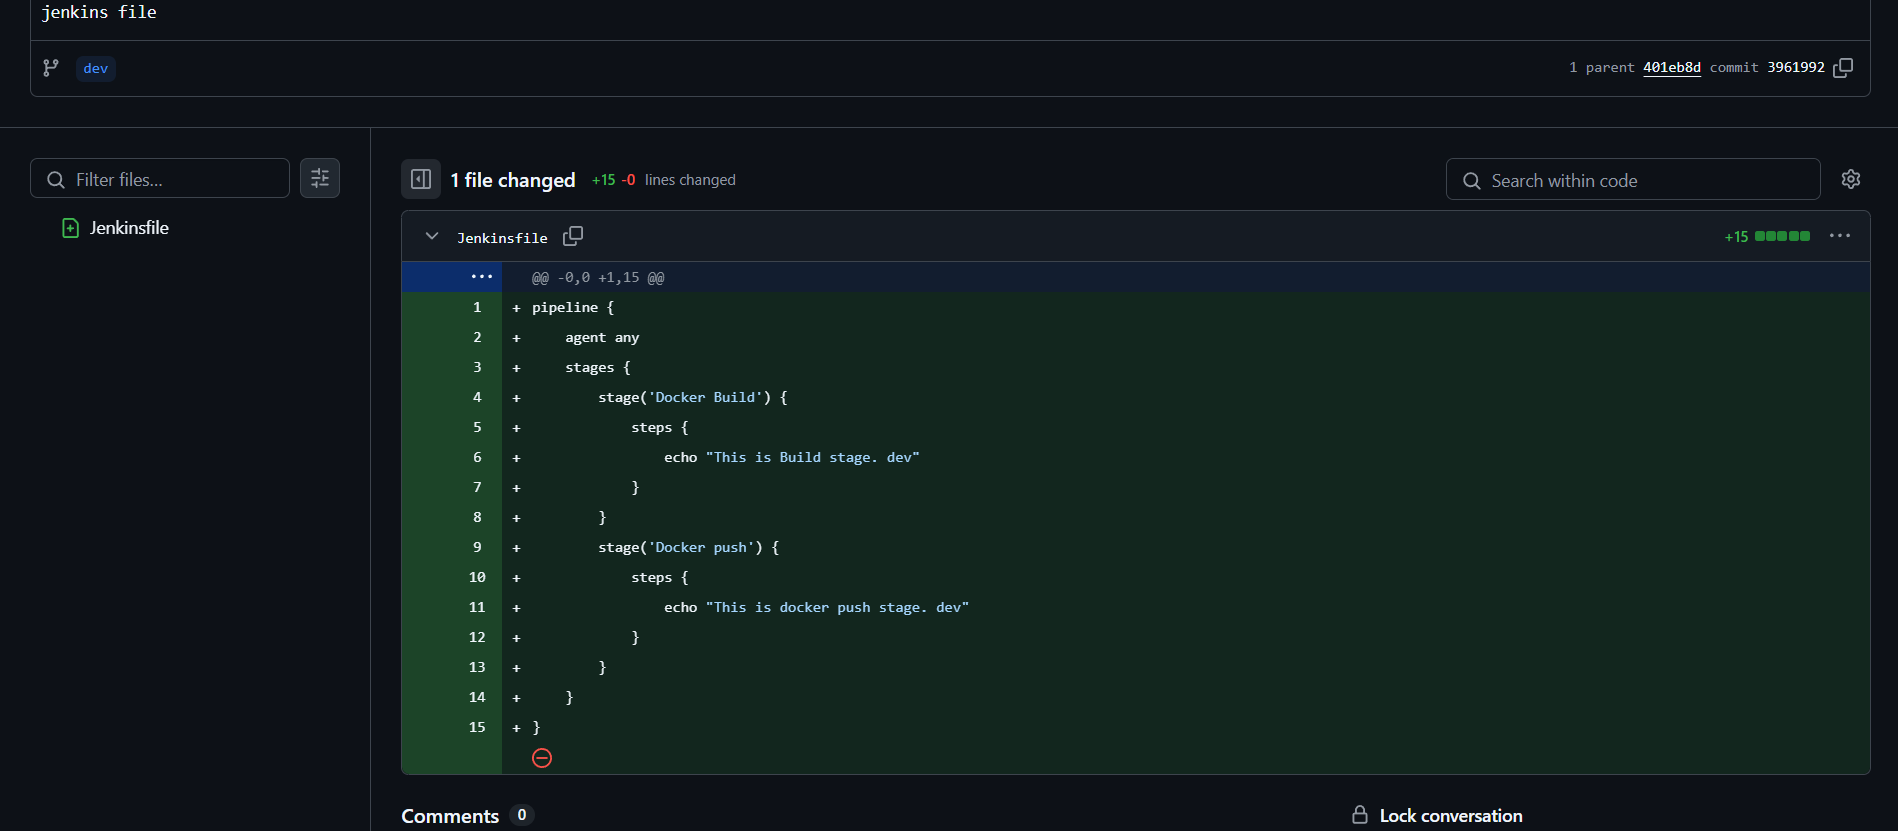 jenkins file
dev
1 parent 401eb8d commit 3961992
Filter files...
Jenkinsfile
1 file changed +15 -0 lines changed
Search within code
Jenkinsfile
+15
@@ -0,0 +1,15 @@
1 + pipeline {
2 +     agent any
3 +     stages {
4 +         stage('Docker Build') {
5 +             steps {
6 +                 echo "This is Build stage. dev"
7 +             }
8 +         }
9 +         stage('Docker push') {
10 +             steps {
11 +                 echo "This is docker push stage. dev"
12 +             }
13 +         }
14 +     }
15 + }
Comments 0
Lock conversation